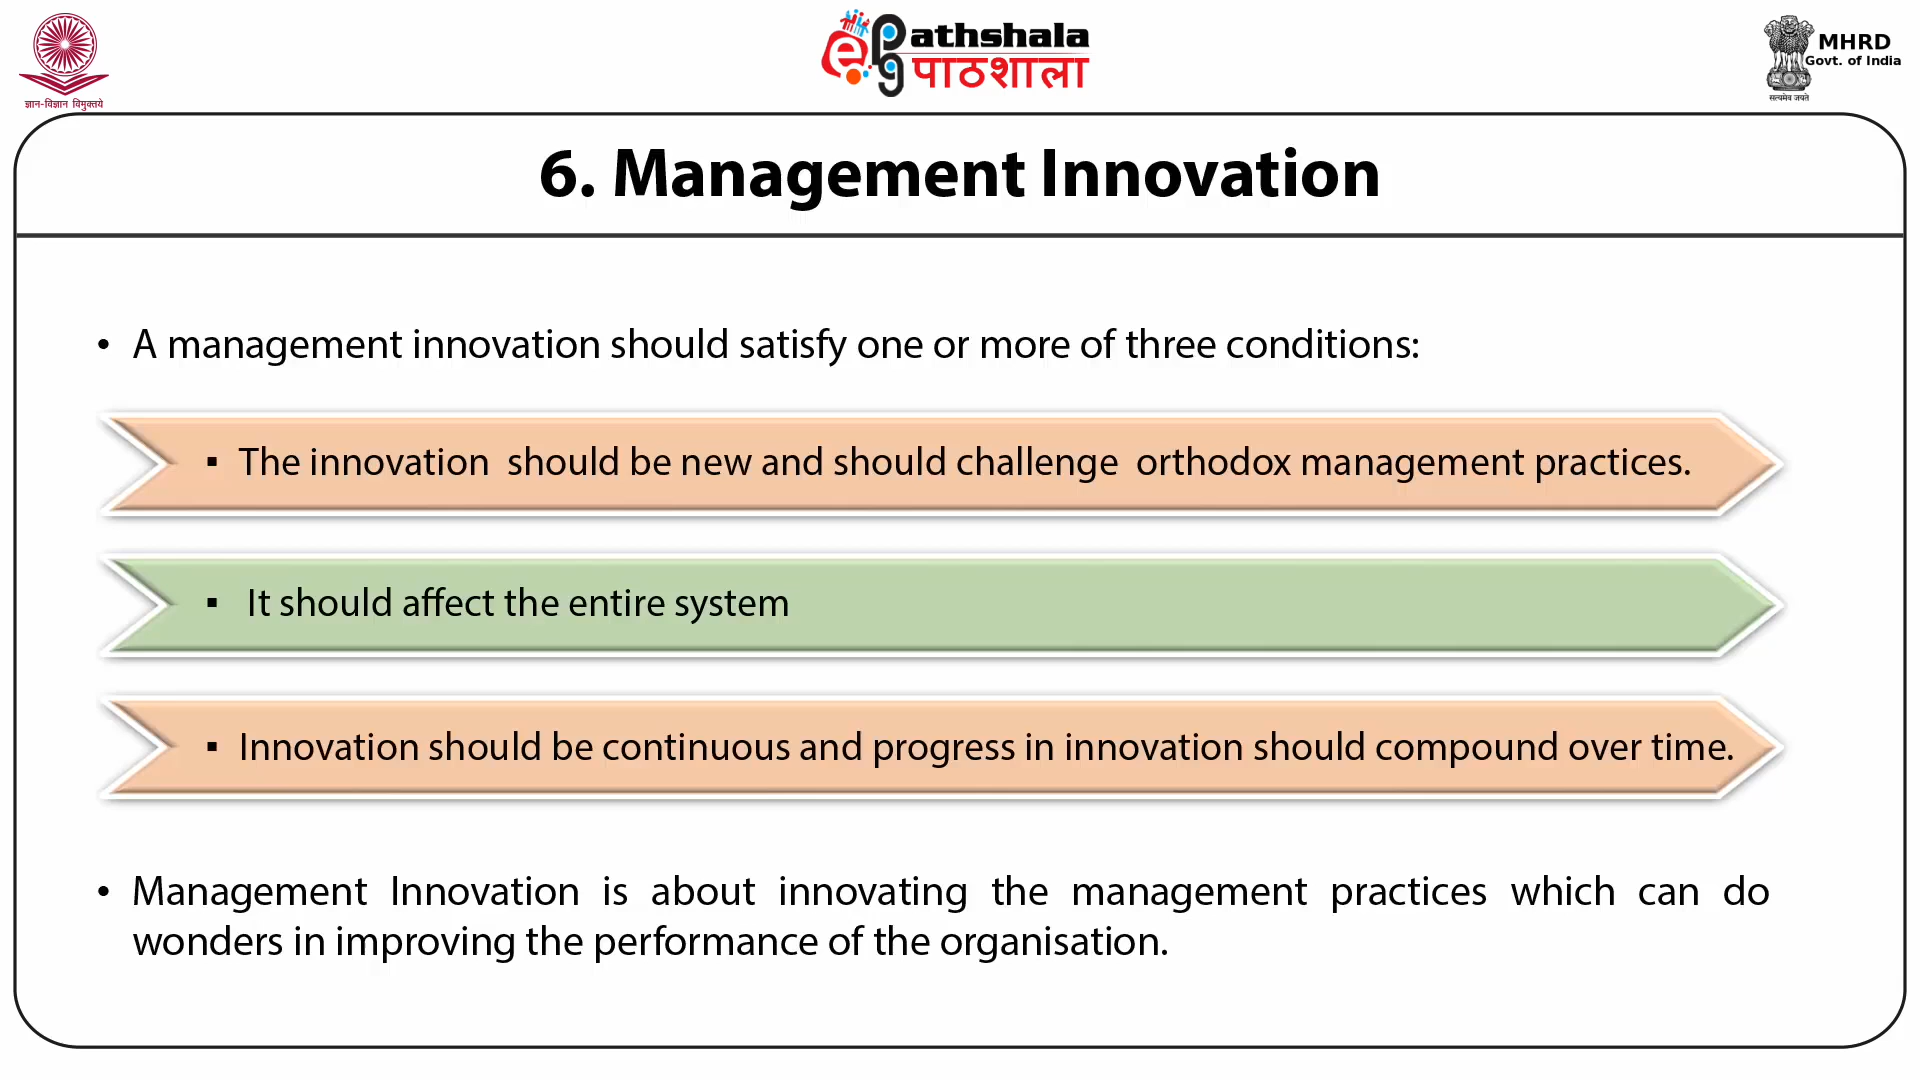 ज्ञान-विज्ञान विमुक्तये
ePathshala
पाठशाला
MHRD
Govt. of India
सत्यमेव जयते
6. Management Innovation
• A management innovation should satisfy one or more of three conditions:
▪ The innovation should be new and should challenge orthodox management practices.
▪ It should affect the entire system
▪ Innovation should be continuous and progress in innovation should compound over time.
• Management Innovation is about innovating the management practices which can do
wonders in improving the performance of the organisation.